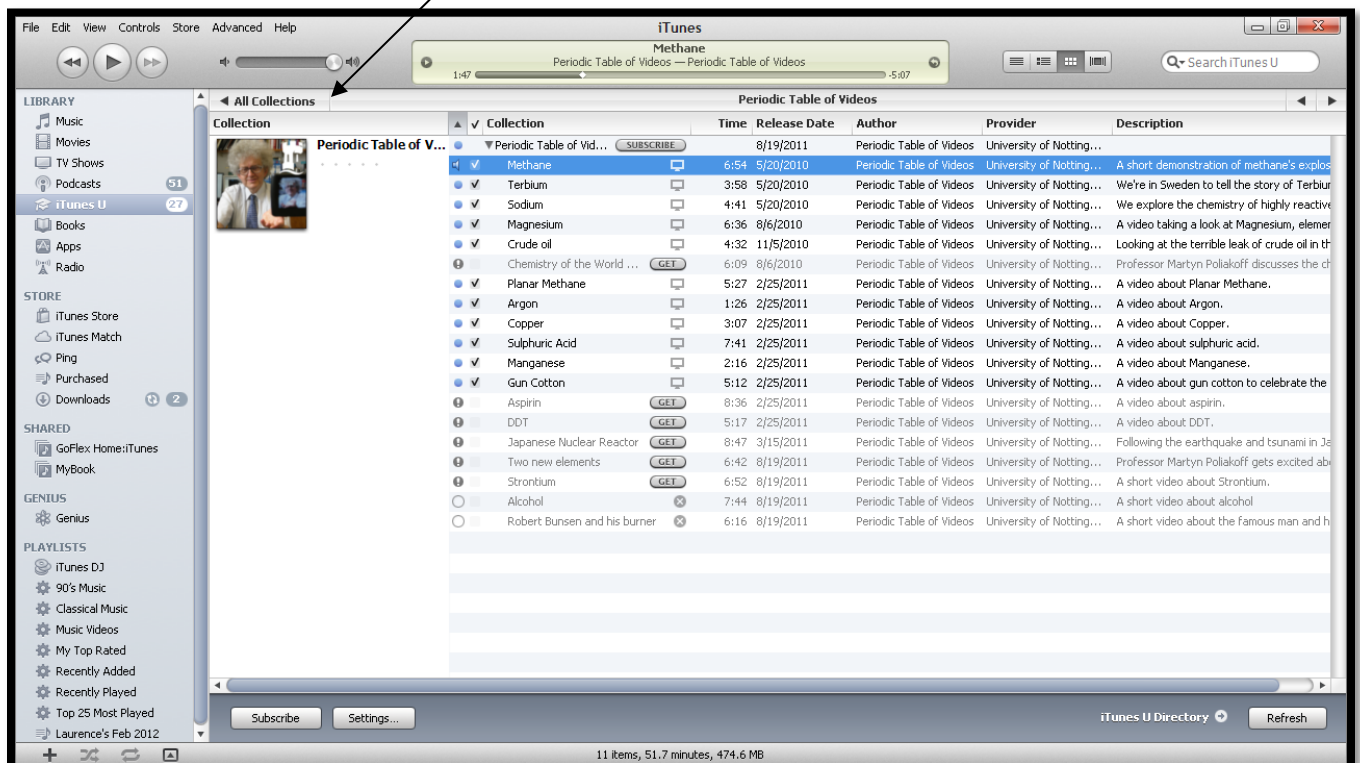 File Edit View Controls Store Advanced Help
iTunes
Methane
Periodic Table of Videos — Periodic Table of Videos
1:47 -5:07
Search iTunes U
LIBRARY
Music
Movies
TV Shows
Podcasts 51
iTunes U 27
Books
Apps
Radio
STORE
iTunes Store
iTunes Match
Ping
Purchased
Downloads 2
SHARED
GoFlex Home:iTunes
MyBook
GENIUS
Genius
PLAYLISTS
iTunes DJ
90's Music
Classical Music
Music Videos
My Top Rated
Recently Added
Recently Played
Top 25 Most Played
Laurence's Feb 2012
All Collections
Periodic Table of Videos
Collection
Periodic Table of V...
Collection Time Release Date Author Provider Description
Periodic Table of Vid... SUBSCRIBE 8/19/2011 Periodic Table of Videos University of Notting...
Methane 6:54 5/20/2010 Periodic Table of Videos University of Notting... A short demonstration of methane's explos
Terbium 3:58 5/20/2010 Periodic Table of Videos University of Notting... We're in Sweden to tell the story of Terbiur
Sodium 4:41 5/20/2010 Periodic Table of Videos University of Notting... We explore the chemistry of highly reactive
Magnesium 6:36 8/6/2010 Periodic Table of Videos University of Notting... A video taking a look at Magnesium, elemer
Crude oil 4:32 11/5/2010 Periodic Table of Videos University of Notting... Looking at the terrible leak of crude oil in th
Chemistry of the World ... GET 6:09 8/6/2010 Periodic Table of Videos University of Notting... Professor Martyn Poliakoff discusses the ch
Planar Methane 5:27 2/25/2011 Periodic Table of Videos University of Notting... A video about Planar Methane.
Argon 1:26 2/25/2011 Periodic Table of Videos University of Notting... A video about Argon.
Copper 3:07 2/25/2011 Periodic Table of Videos University of Notting... A video about Copper.
Sulphuric Acid 7:41 2/25/2011 Periodic Table of Videos University of Notting... A video about sulphuric acid.
Manganese 2:16 2/25/2011 Periodic Table of Videos University of Notting... A video about Manganese.
Gun Cotton 5:12 2/25/2011 Periodic Table of Videos University of Notting... A video about gun cotton to celebrate the
Aspirin GET 8:36 2/25/2011 Periodic Table of Videos University of Notting... A video about aspirin.
DDT GET 5:17 2/25/2011 Periodic Table of Videos University of Notting... A video about DDT.
Japanese Nuclear Reactor GET 8:47 3/15/2011 Periodic Table of Videos University of Notting... Following the earthquake and tsunami in Ja
Two new elements GET 6:42 8/19/2011 Periodic Table of Videos University of Notting... Professor Martyn Poliakoff gets excited abo
Strontium GET 6:52 8/19/2011 Periodic Table of Videos University of Notting... A short video about Strontium.
Alcohol 7:44 8/19/2011 Periodic Table of Videos University of Notting... A short video about alcohol
Robert Bunsen and his burner 6:16 8/19/2011 Periodic Table of Videos University of Notting... A short video about the famous man and h
Subscribe Settings... iTunes U Directory Refresh
11 items, 51.7 minutes, 474.6 MB